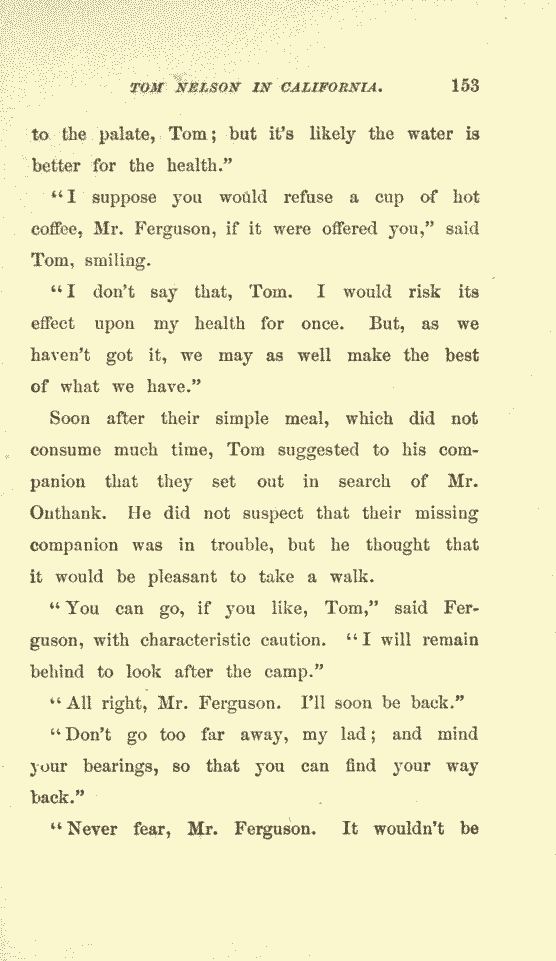 TOM NELSON IN CALIFORNIA. 153
to the palate, Tom; but it's likely the water is
better for the health."
"I suppose you would refuse a cup of hot
coffee, Mr. Ferguson, if it were offered you," said
Tom, smiling.
"I don't say that, Tom. I would risk its
effect upon my health for once. But, as we
haven't got it, we may as well make the best
of what we have."
Soon after their simple meal, which did not
consume much time, Tom suggested to his com-
panion that they set out in search of Mr.
Onthank. He did not suspect that their missing
companion was in trouble, but he thought that
it would be pleasant to take a walk.
"You can go, if you like, Tom," said Fer-
guson, with characteristic caution. "I will remain
behind to look after the camp."
"All right, Mr. Ferguson. I'll soon be back."
"Don't go too far away, my lad; and mind
your bearings, so that you can find your way
back."
"Never fear, Mr. Ferguson. It wouldn't be